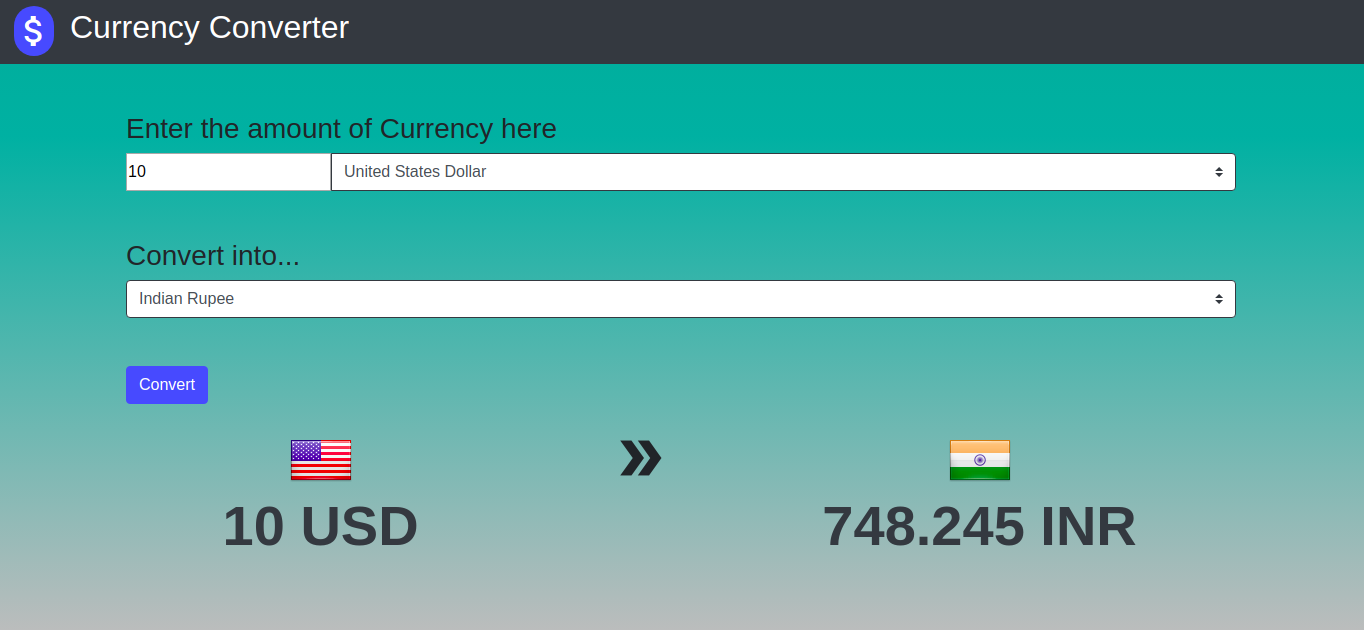 $ Currency Converter
Enter the amount of Currency here
10 United States Dollar
Convert into...
Indian Rupee
Convert
»
10 USD 748.245 INR